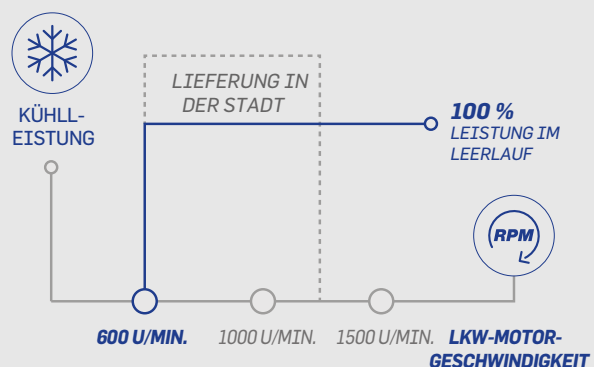 LIEFERUNG IN
DER STADT
KÜHLL-
EISTUNG
100 %
LEISTUNG IM
LEERLAUF
RPM
600 U/MIN.
1000 U/MIN.
1500 U/MIN.
LKW-MOTOR-
GESCHWINDIGKEIT